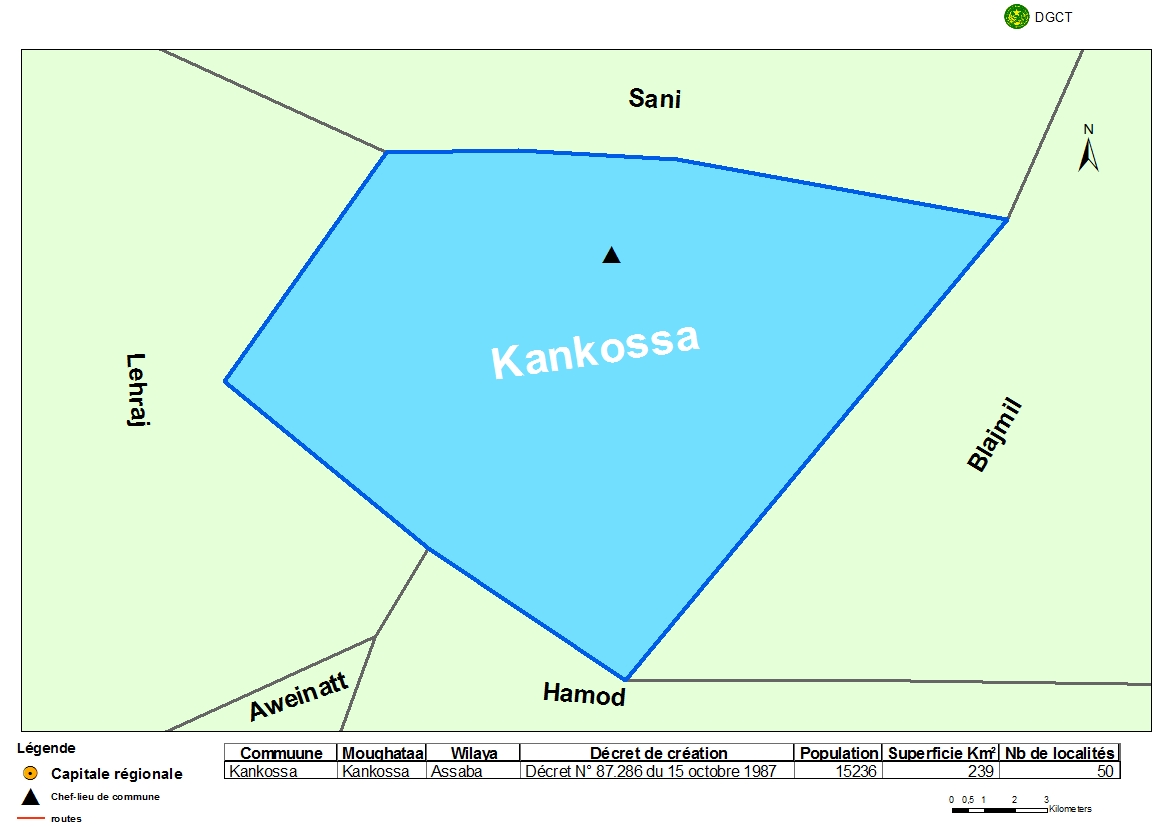 DGCT
Sani
N
Kankossa
Lehraj
Blajmil
Aweinatt
Hamod
Légende
Capitale régionale
Chef-lieu de commune
routes
Commuune Moughataa Wilaya Décret de création Population Superficie Km² Nb de localités
Kankossa Kankossa Assaba Décret N° 87.286 du 15 octobre 1987 15236 239 50
0 0,5 1 2 3
Kilometers